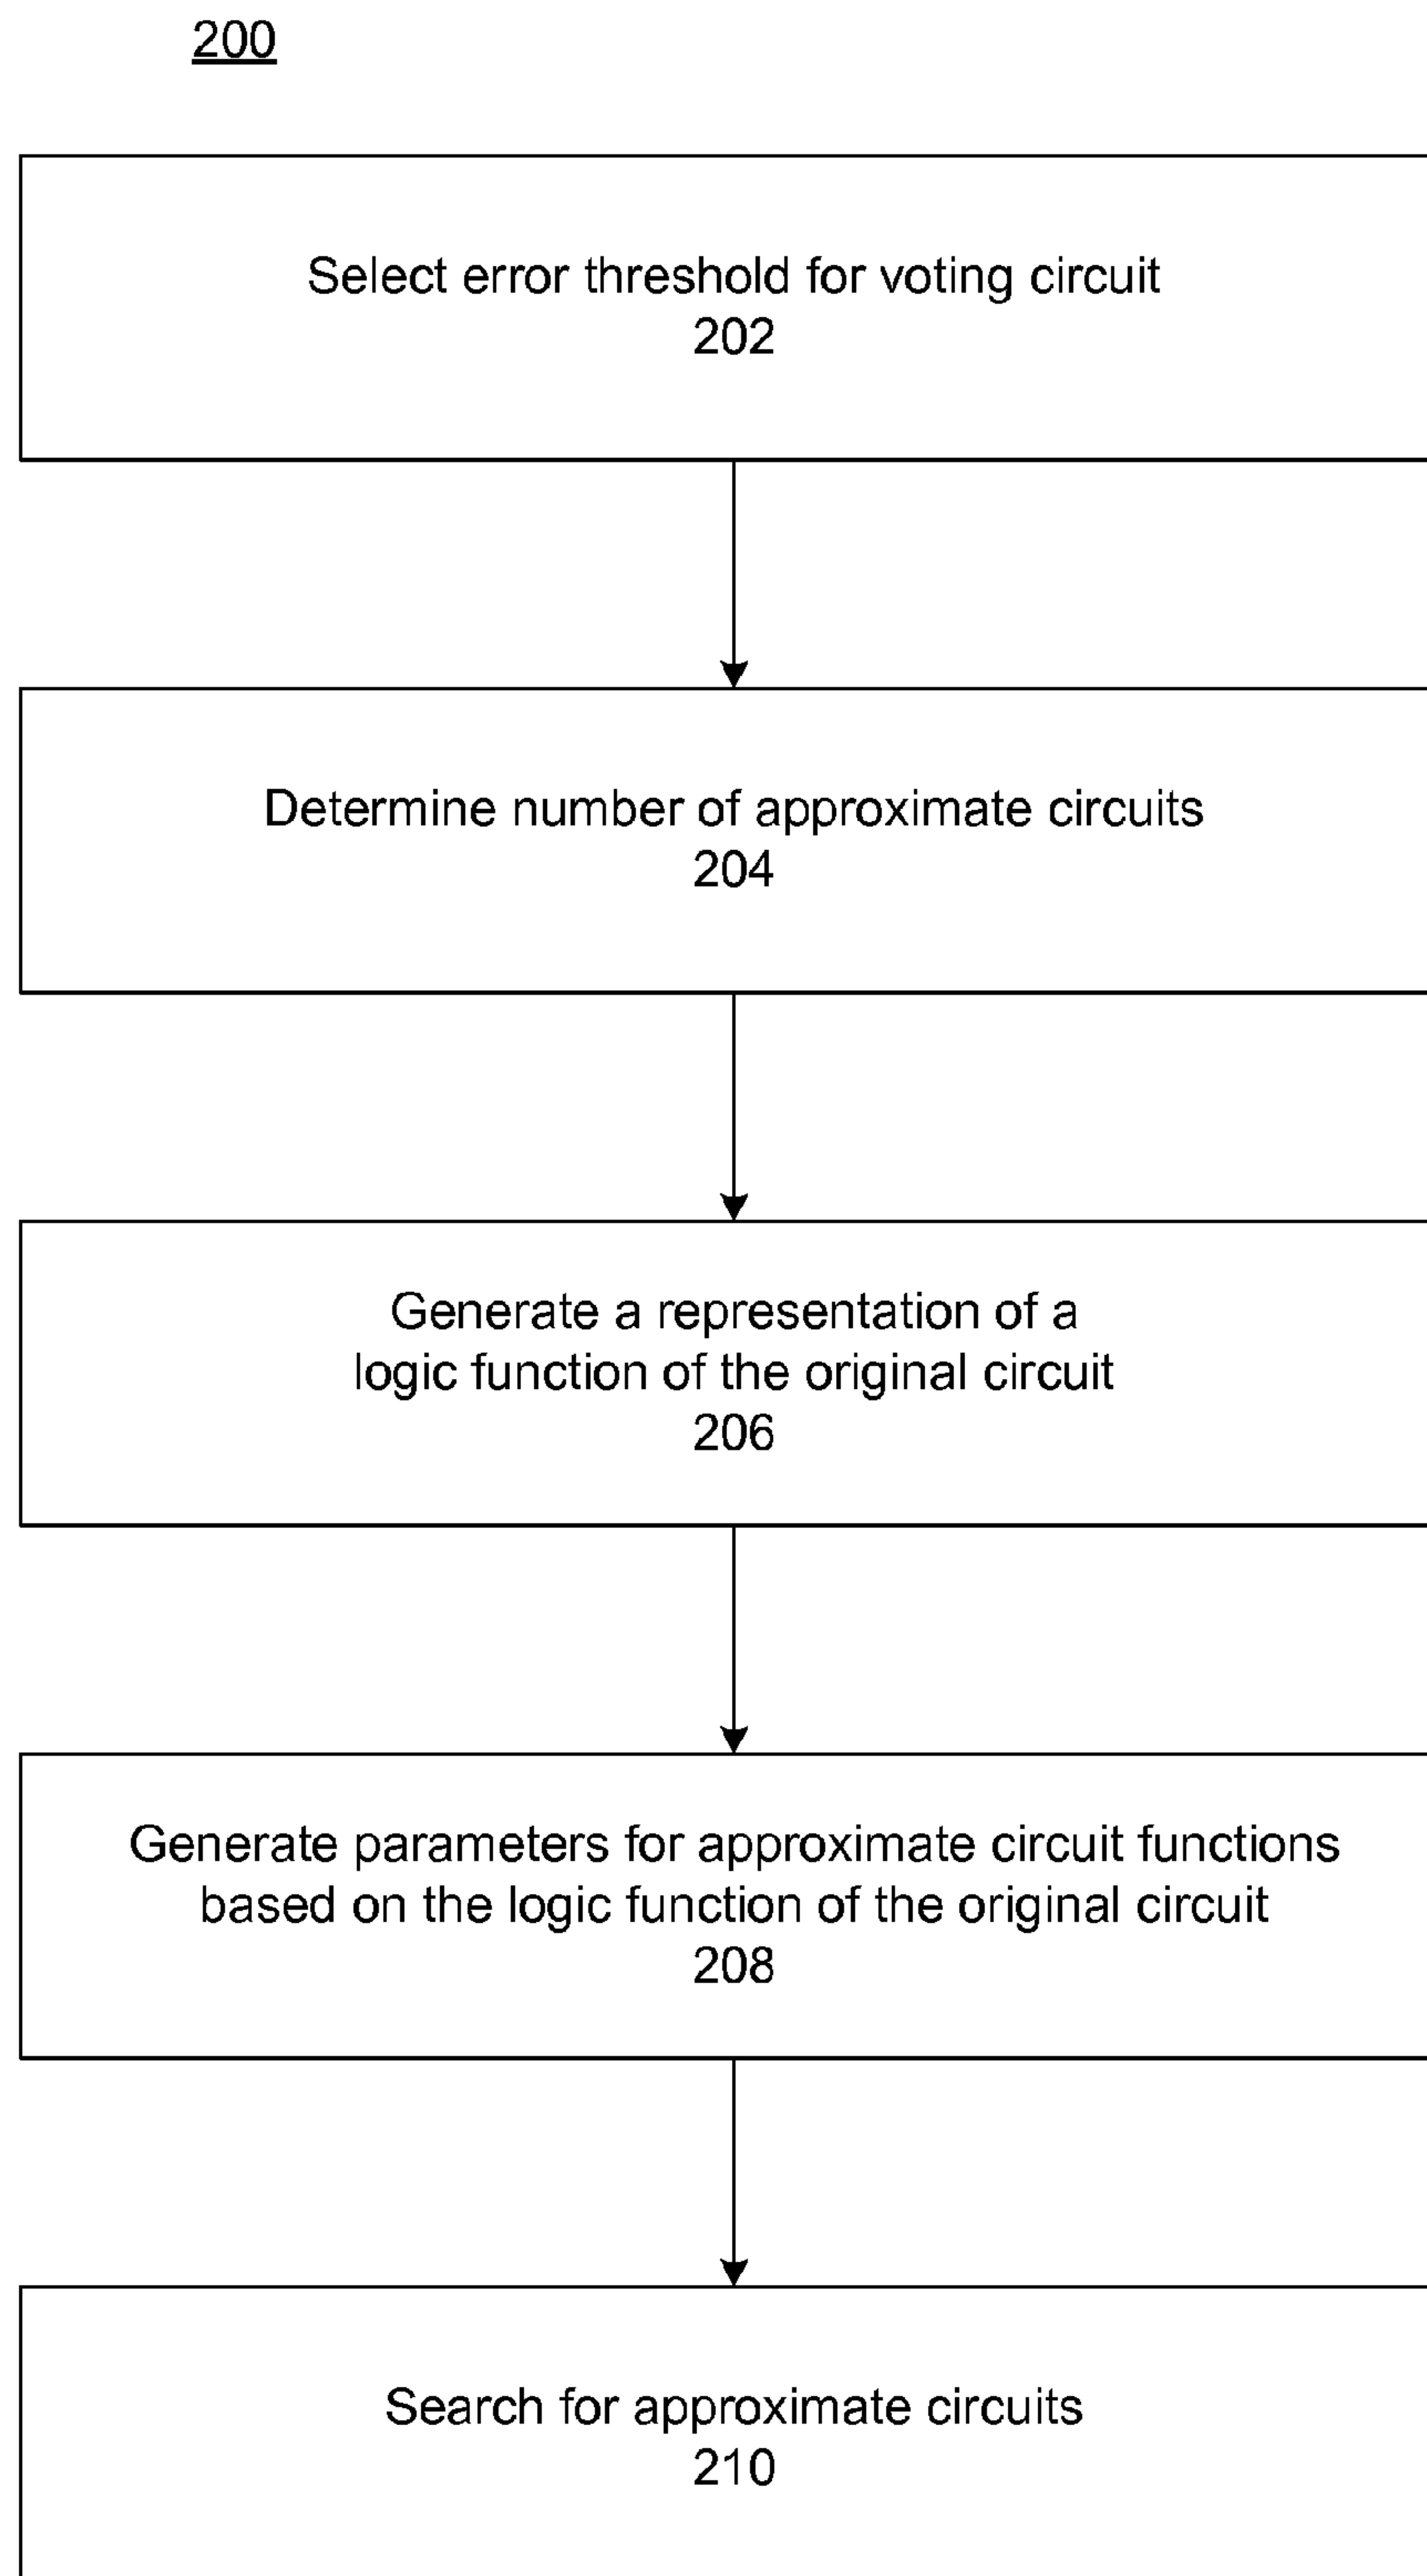 200
Select error threshold for voting circuit
202
Determine number of approximate circuits
204
Generate a representation of a
logic function of the original circuit
206
Generate parameters for approximate circuit functions
based on the logic function of the original circuit
208
Search for approximate circuits
210